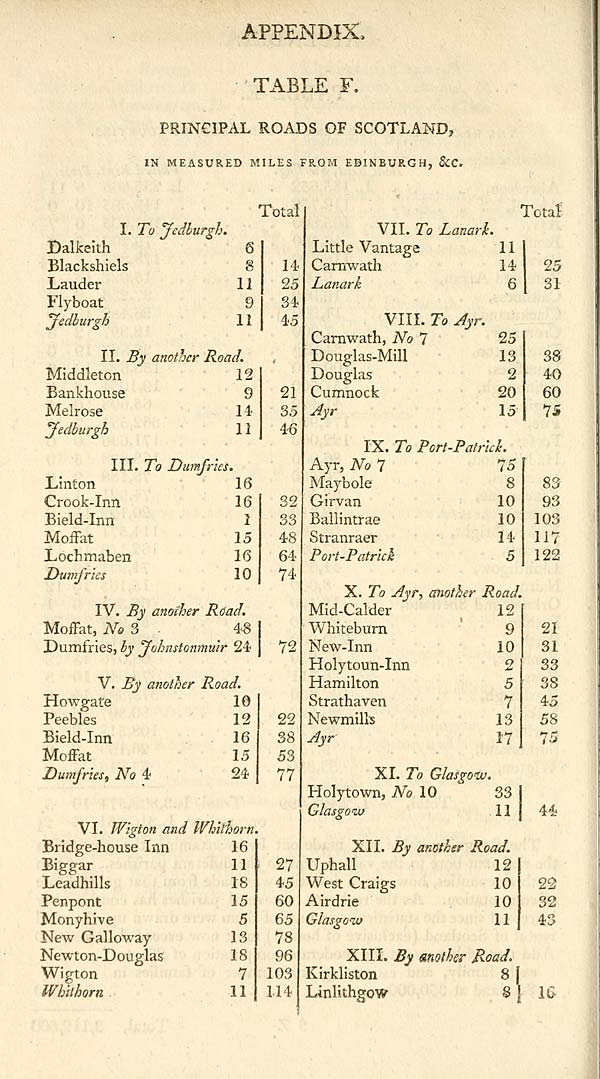 APPENDIX.
TABLE F.
PRINCIPAL ROADS OF SCOTLAND,
IN MEASURED MILES FROM EDINBURGH, &c.
Total
I. To Jedburgh.
Dalkeith 6
Blackshiels 8 14
Lauder 11 25
Flyboat 9 34
Jedburgh 11 45
II. By another Road.
Middleton 12
Bankhouse 9 21
Melrose 14 35
Jedburgh 11 46
III. To Dumfries.
Linton 16
Crook-Inn 16 32
Bield-Inn 1 33
Moffat 15 48
Lochmaben 16 64
Dumfries 10 74
IV. By another Road.
Moffat, No 3 48
Dumfries, by Johnstonmuir 24 72
V. By another Road.
Howgate 10
Peebles 12 22
Bield-Inn 16 38
Moffat 15 53
Dumfries, No 4 24 77
VI. Wigton and Whithorn.
Bridge-house Inn 16
Biggar 11 27
Leadhills 18 45
Penpont 15 60
Monyhive 5 65
New Galloway 13 78
Newton-Douglas 18 96
Wigton 7 103
Whithorn 11 114
Total
VII. To Lanark.
Little Vantage 11
Carnwath 14 25
Lanark 6 31
VIII. To Ayr.
Carnwath, No 7 25
Douglas-Mill 13 38
Douglas 2 40
Cumnock 20 60
Ayr 15 75
IX. To Port-Patrick.
Ayr, No 7 75
Maybole 8 83
Girvan 10 93
Ballintrae 10 103
Stranraer 14 117
Port-Patrick 5 122
X. To Ayr, another Road.
Mid-Calder 12
Whiteburn 9 21
New-Inn 10 31
Holytoun-Inn 2 33
Hamilton 5 38
Strathaven 7 45
Newmills 13 58
Ayr 17 75
XI. To Glasgow.
Holytown, No 10 33
Glasgow 11 44
XII. By another Road.
Uphall 12
West Craigs 10 22
Airdrie 10 32
Glasgow 11 43
XIII. By another Road.
Kirkliston 8
Linlithgow 8 16